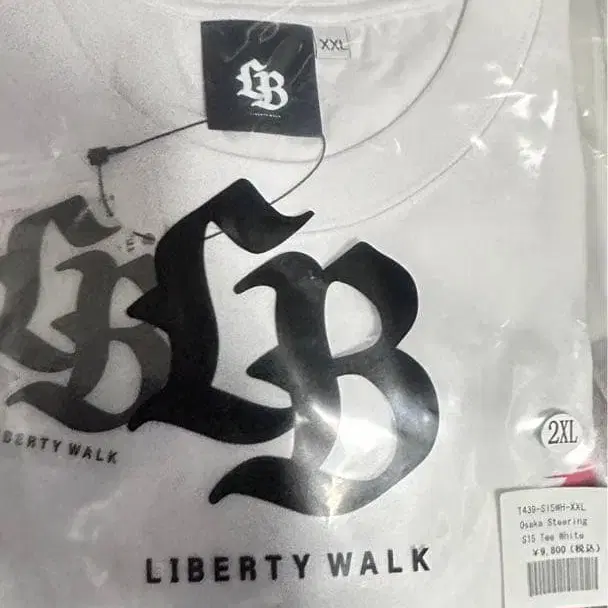 LB
LIBERTY WALK
XXL
LB
LIBERTY WALK
LB
LIBERTY WALK
2XL
1439-S15WH-XXL
Osaka Steering
S15 Tee White
¥9,800 (税込)